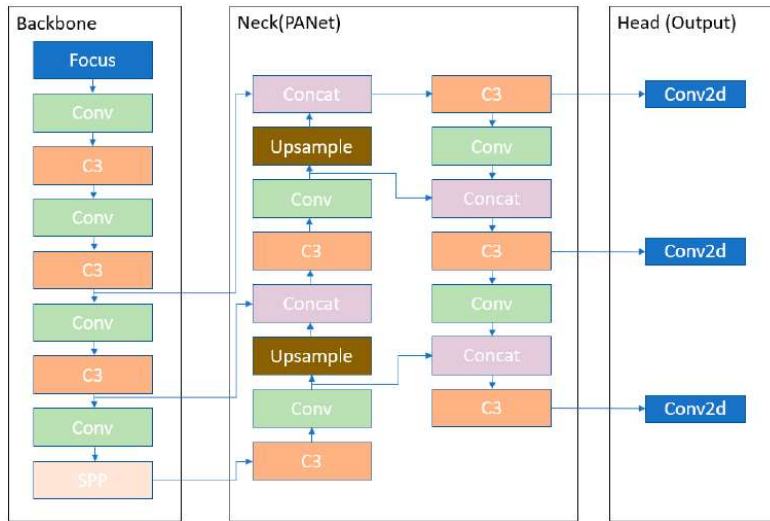 Backbone
Focus
Conv
C3
Conv
C3
Conv
C3
Conv
SPP
Neck(PANet)
Concat
Upsample
Conv
C3
Concat
Upsample
Conv
C3
C3
Conv
Concat
C3
Conv
Concat
C3
Head (Output)
Conv2d
Conv2d
Conv2d